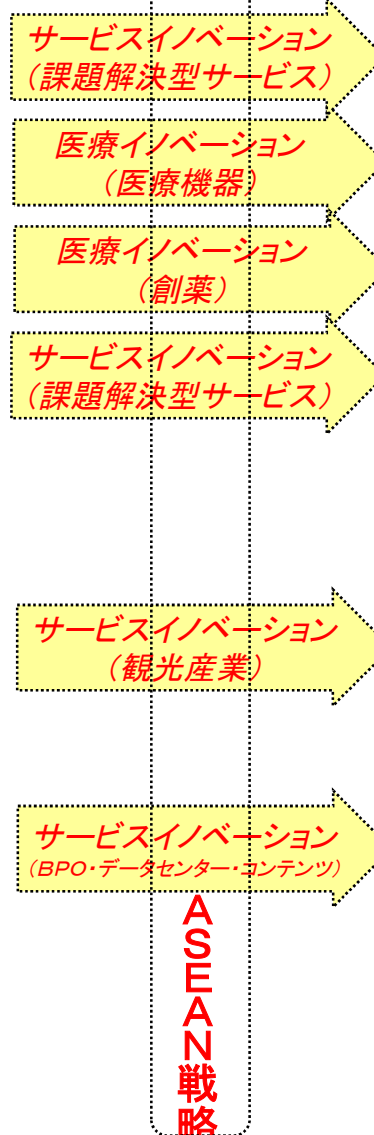 サービスイノベーション
（課題解決型サービス）
医療イノベーション
（医療機器）
医療イノベーション
（創薬）
サービスイノベーション
（課題解決型サービス）
サービスイノベーション
（観光産業）
サービスイノベーション
（BPO・データセンター・コンテンツ）
ＡＳＥＡＮ戦略